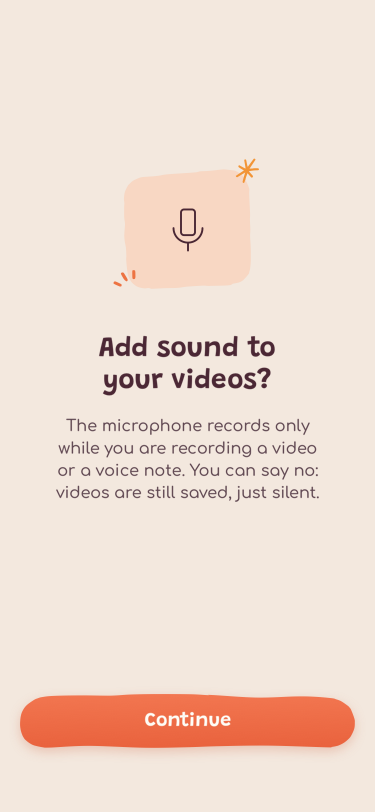 Add sound to
your videos?
The microphone records only
while you are recording a video
or a voice note. You can say no:
videos are still saved, just silent.
Continue